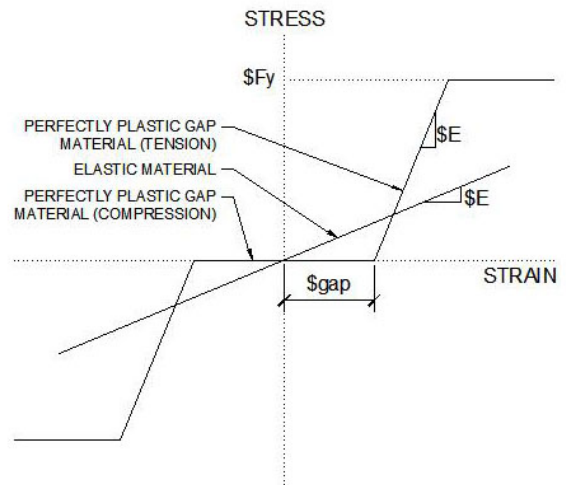 STRESS
$Fy
PERFECTLY PLASTIC GAP
MATERIAL (TENSION)
$E
ELASTIC MATERIAL
PERFECTLY PLASTIC GAP
MATERIAL (COMPRESSION)
$E
STRAIN
$gap